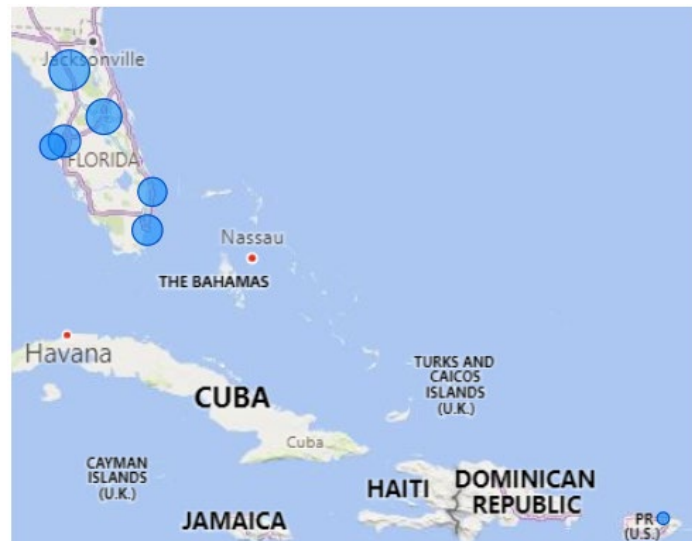 Jacksonville
FLORIDA
Nassau
THE BAHAMAS
Havana
TURKS AND
CAICOS
ISLANDS
(U.K.)
CUBA
Cuba
CAYMAN
ISLANDS
(U.K.)
HAITI
DOMINICAN
REPUBLIC
JAMAICA
PR
(U.S.)